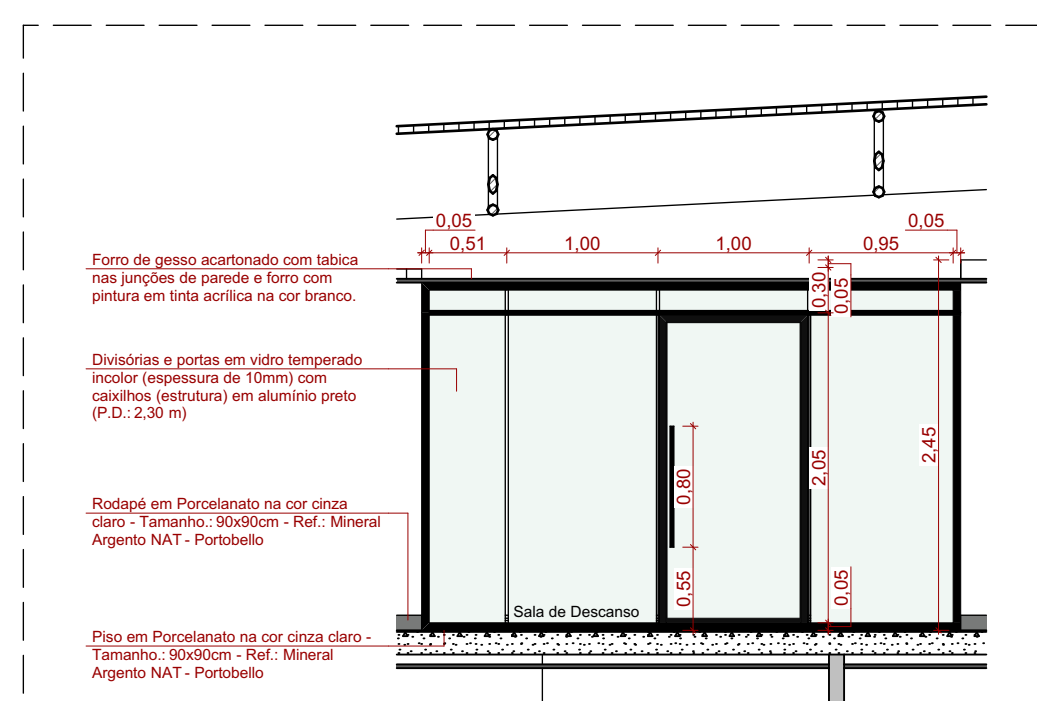 0,05
0,05
0,51
1,00
1,00
0,95
Forro de gesso acartonado com tabica
nas junções de parede e forro com
pintura em tinta acrílica na cor branco.
0,30
0,05
Divisórias e portas em vidro temperado
incolor (espessura de 10mm) com
caixilhos (estrutura) em alumínio preto
(P.D.: 2,30 m)
0,80
2,05
2,45
Rodapé em Porcelanato na cor cinza
claro - Tamanho.: 90x90cm - Ref.: Mineral
Argento NAT - Portobello
0,55
0,05
Sala de Descanso
Piso em Porcelanato na cor cinza claro -
Tamanho.: 90x90cm - Ref.: Mineral
Argento NAT - Portobello